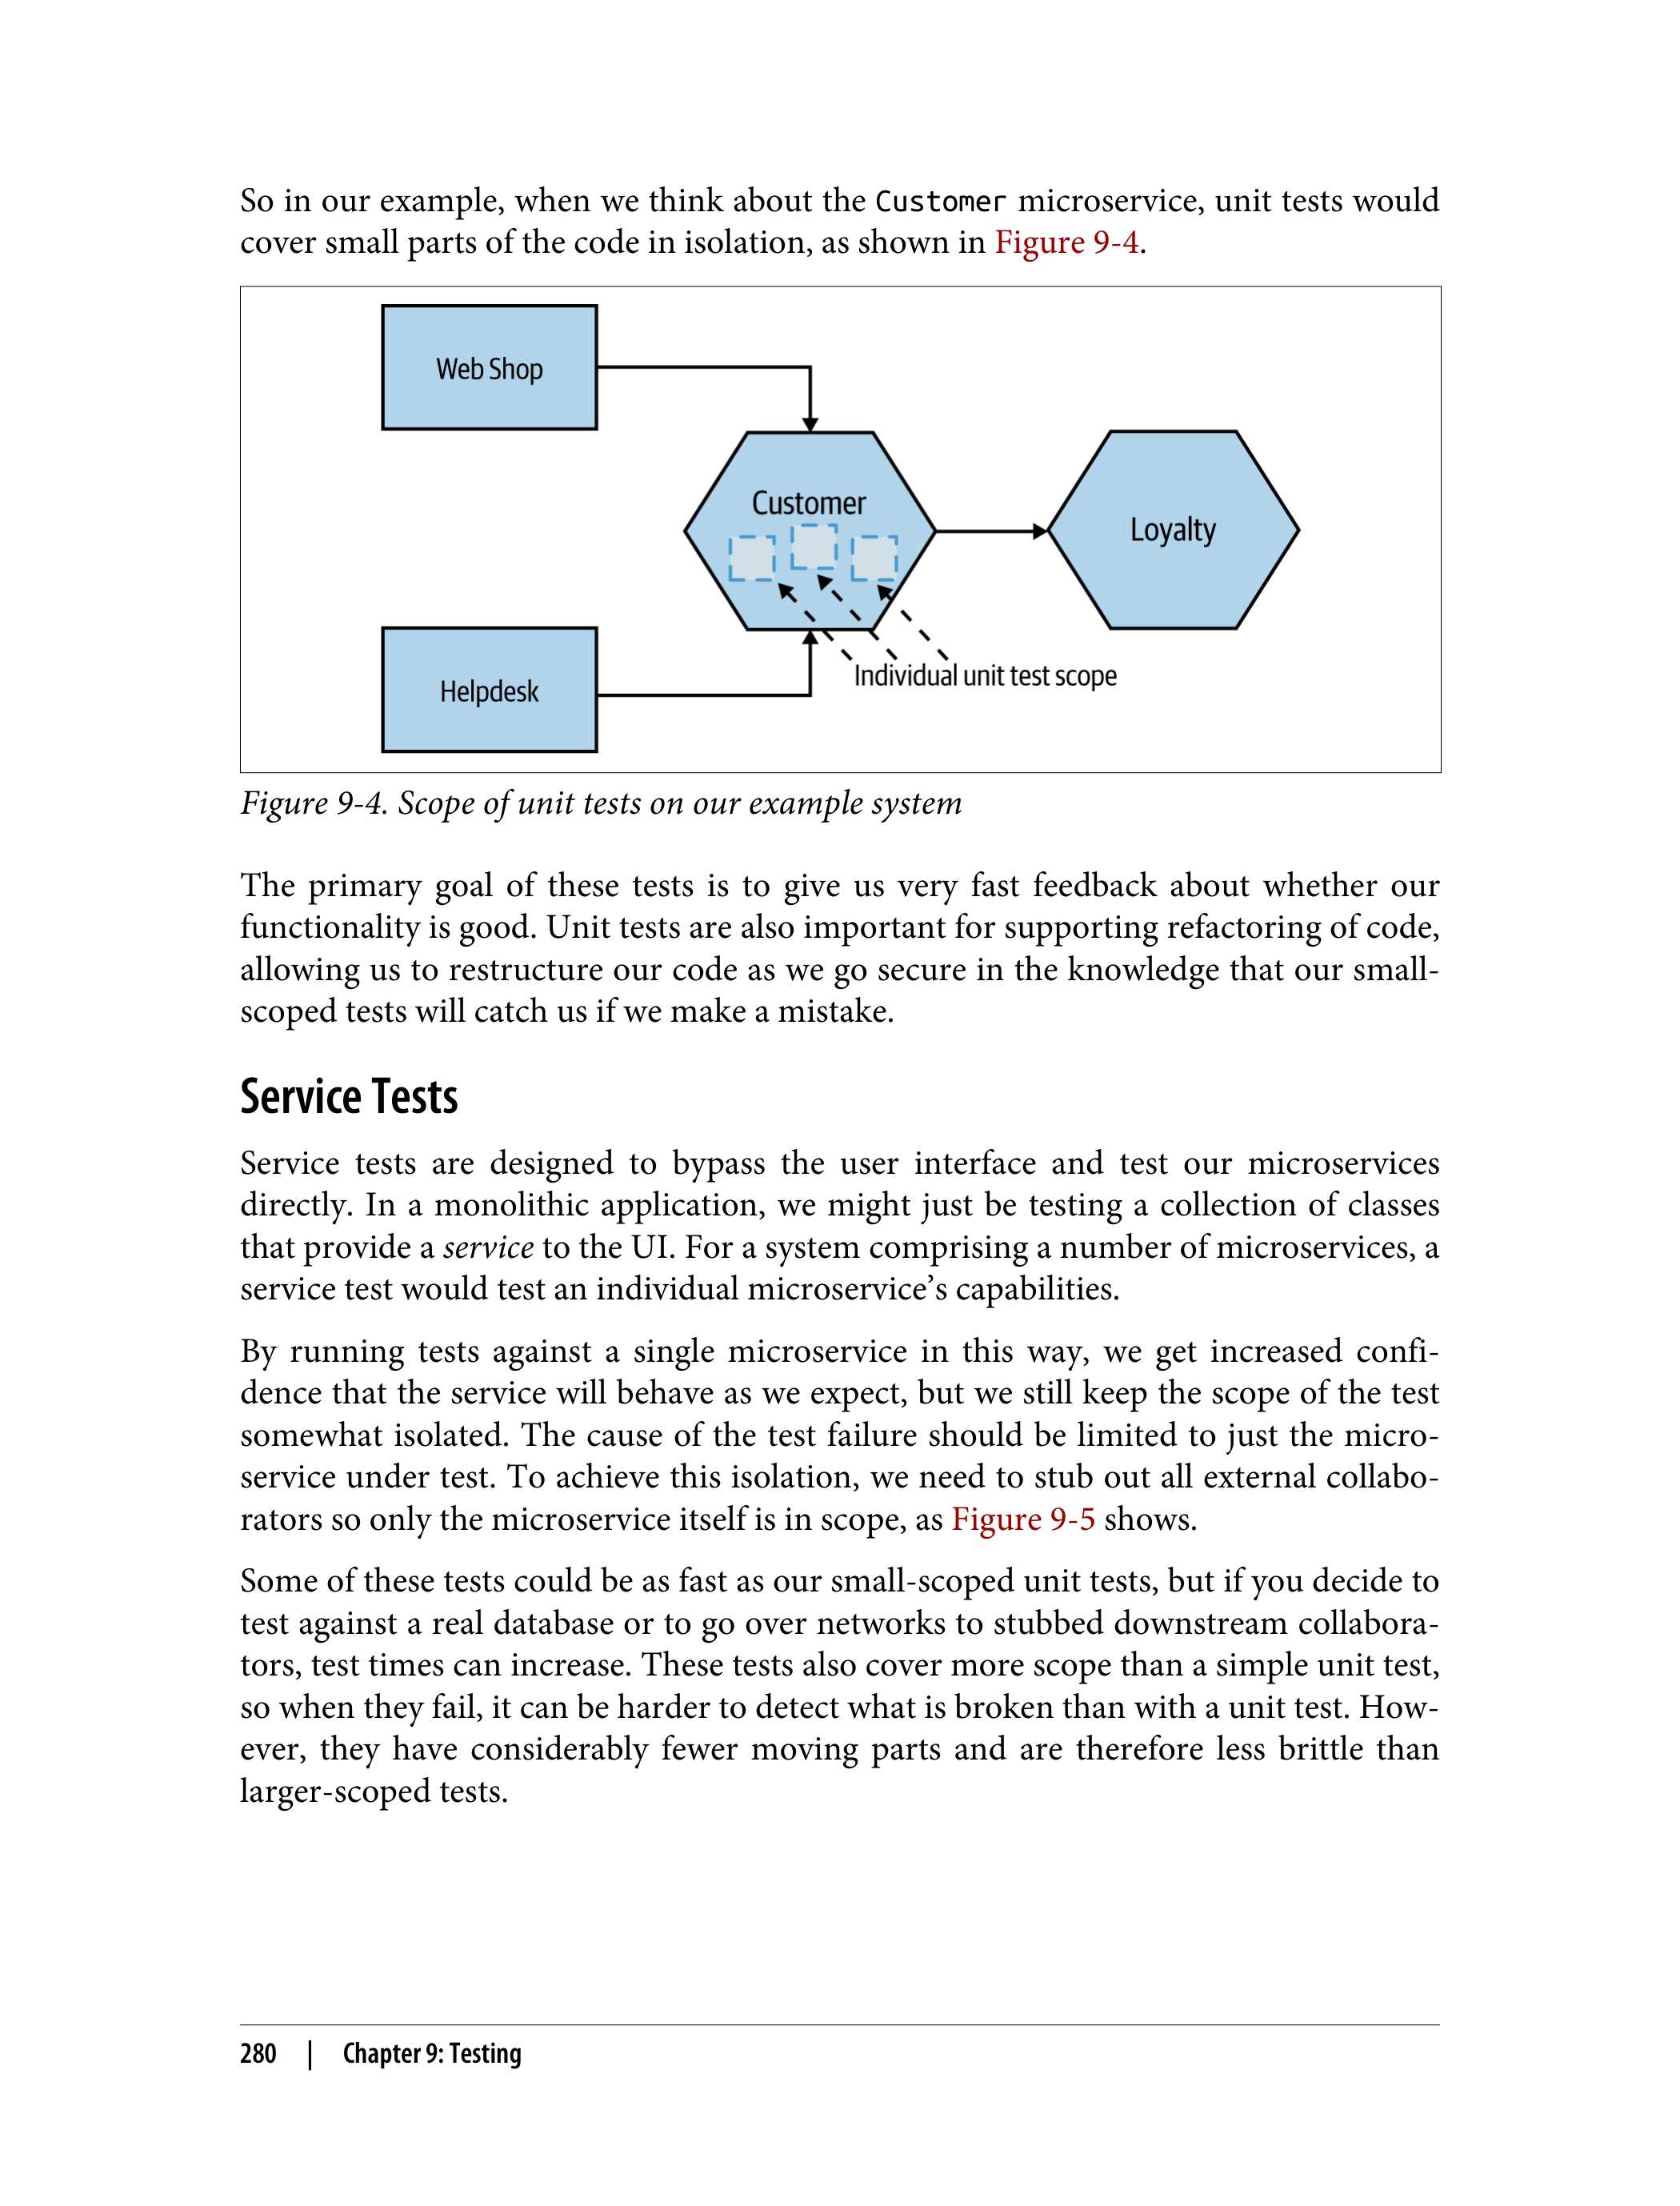 So in our example, when we think about the Customer microservice, unit tests would
cover small parts of the code in isolation, as shown in Figure 9-4.
Web Shop
Customer
Loyalty
Helpdesk
Individual unit test scope
Figure 9-4. Scope of unit tests on our example system
The primary goal of these tests is to give us very fast feedback about whether our
functionality is good. Unit tests are also important for supporting refactoring of code,
allowing us to restructure our code as we go secure in the knowledge that our small-
scoped tests will catch us if we make a mistake.
Service Tests
Service tests are designed to bypass the user interface and test our microservices
directly. In a monolithic application, we might just be testing a collection of classes
that provide a service to the UI. For a system comprising a number of microservices, a
service test would test an individual microservice’s capabilities.
By running tests against a single microservice in this way, we get increased confi-
dence that the service will behave as we expect, but we still keep the scope of the test
somewhat isolated. The cause of the test failure should be limited to just the micro-
service under test. To achieve this isolation, we need to stub out all external collabo-
rators so only the microservice itself is in scope, as Figure 9-5 shows.
Some of these tests could be as fast as our small-scoped unit tests, but if you decide to
test against a real database or to go over networks to stubbed downstream collabora-
tors, test times can increase. These tests also cover more scope than a simple unit test,
so when they fail, it can be harder to detect what is broken than with a unit test. How-
ever, they have considerably fewer moving parts and are therefore less brittle than
larger-scoped tests.
280 | Chapter 9: Testing